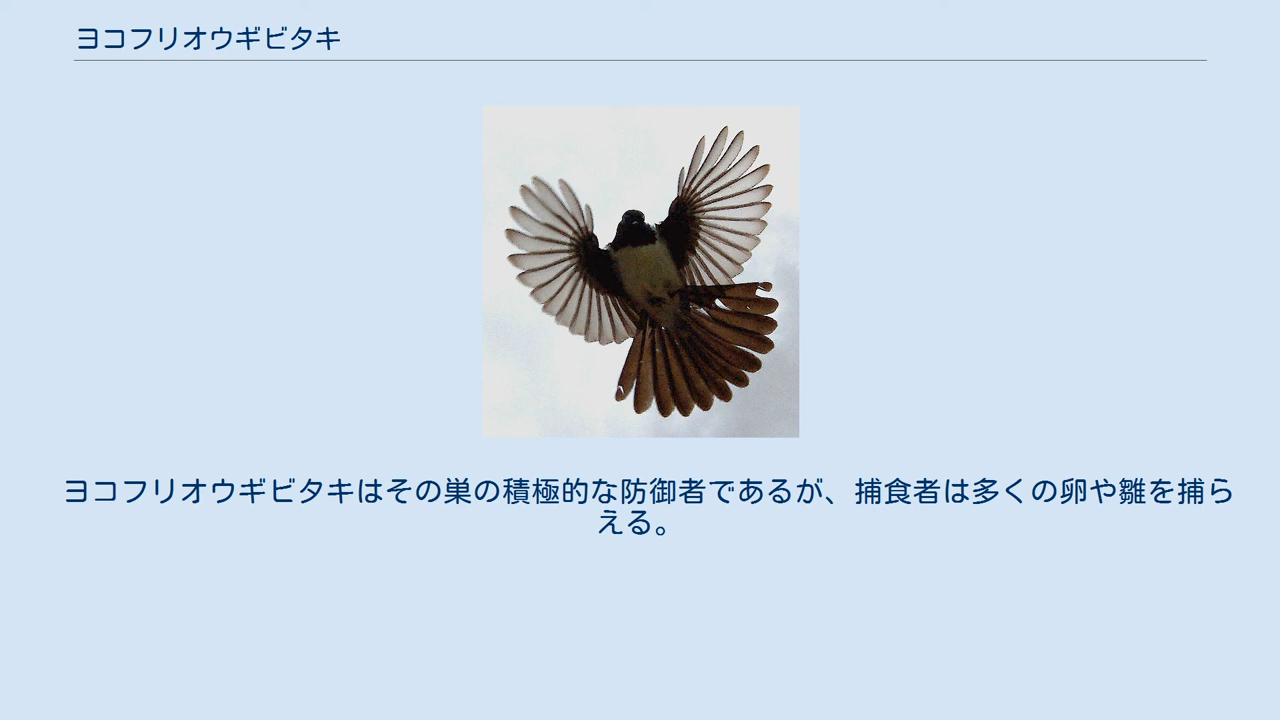 ヨコフリオウギビタキ
ヨコフリオウギビタキはその巣の積極的な防御者であるが、捕食者は多くの卵や雛を捕ら
える。